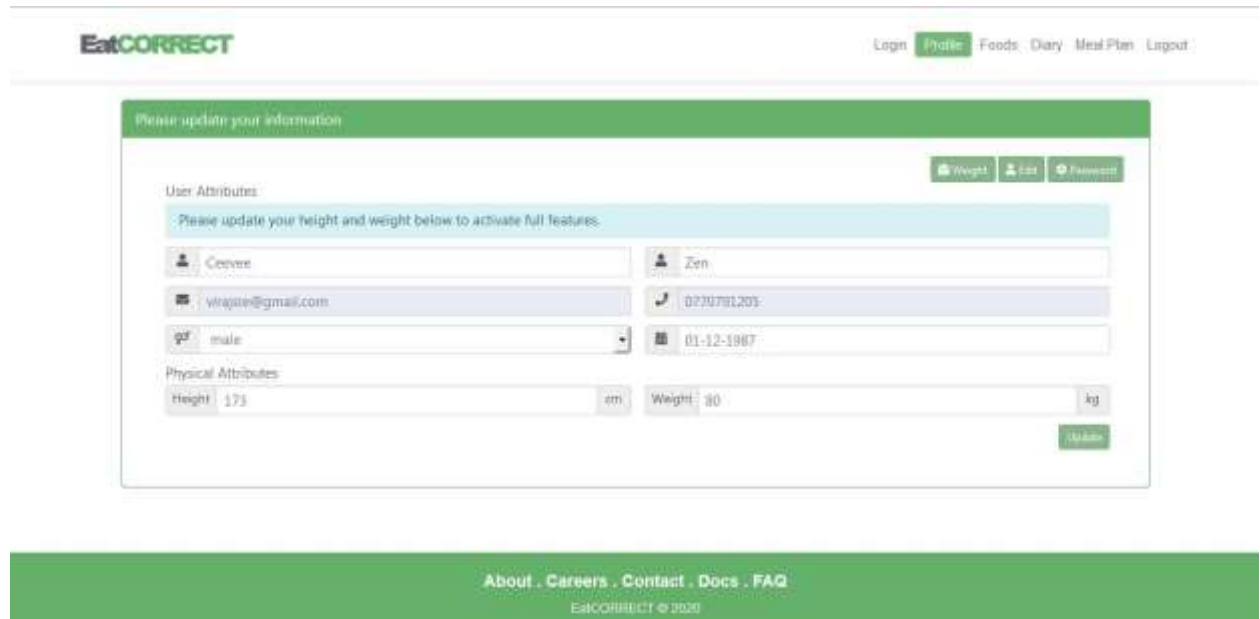 EatCORRECT
Login Profile Foods Diary Meal Plan Logout
Please update your information
Weight Edit Password
User Attributes
Please update your height and weight below to activate full features.
Ceevee Zen
0770791205
male 01-12-1987
Physical Attributes
Height 173 cm Weight 80 kg
Update
About . Careers . Contact . Docs . FAQ
EatCORRECT © 2020